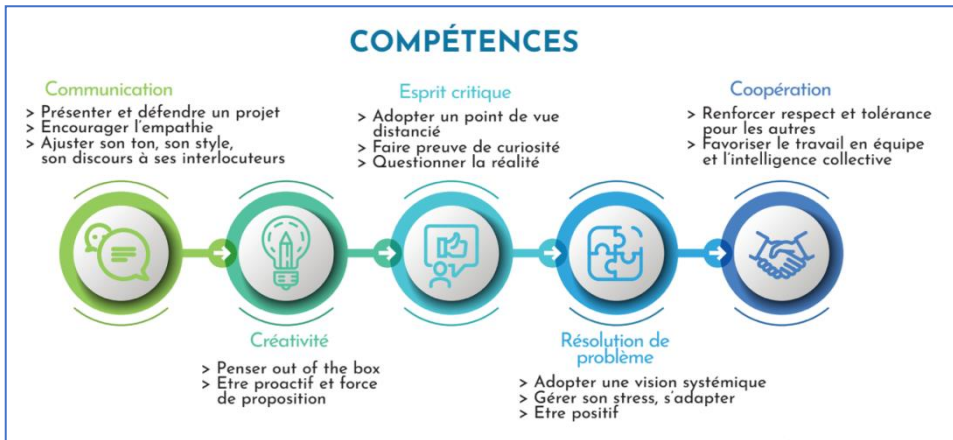 COMPÉTENCES
Communication
> Présenter et défendre un projet
> Encourager l'empathie
> Ajuster son ton, son style,
son discours à ses interlocuteurs
Créativité
> Penser out of the box
> Etre proactif et force
de proposition
Esprit critique
> Adopter un point de vue
distancié
> Faire preuve de curiosité
> Questionner la réalité
Résolution de
problème
> Adopter une vision systémique
> Gérer son stress, s'adapter
> Etre positif
Coopération
> Renforcer respect et tolérance
pour les autres
> Favoriser le travail en équipe
et l'intelligence collective